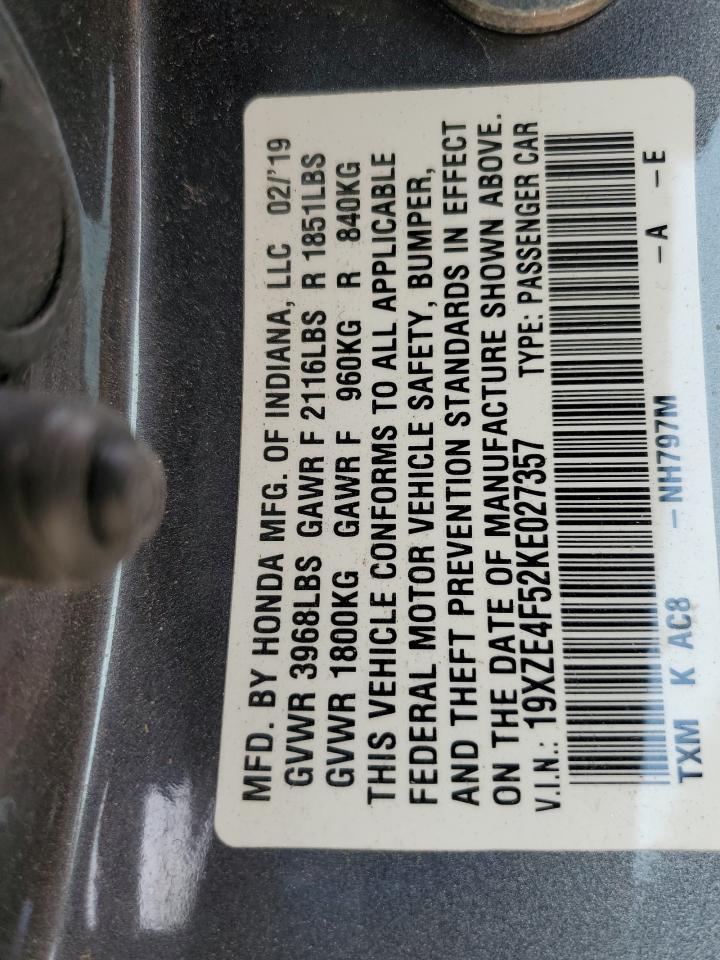 MFD. BY HONDA MFG. OF INDIANA, LLC 02/'19
GVWR 3968LBS GAWR F 2116LBS R 1851LBS
GVWR 1800KG GAWR F 960KG R 840KG
THIS VEHICLE CONFORMS TO ALL APPLICABLE
FEDERAL MOTOR VEHICLE SAFETY, BUMPER,
AND THEFT PREVENTION STANDARDS IN EFFECT
ON THE DATE OF MANUFACTURE SHOWN ABOVE.
V.I.N.: 19XZE4F52KE027357 TYPE: PASSENGER CAR
TXM K AC8 -NH797M -A -E